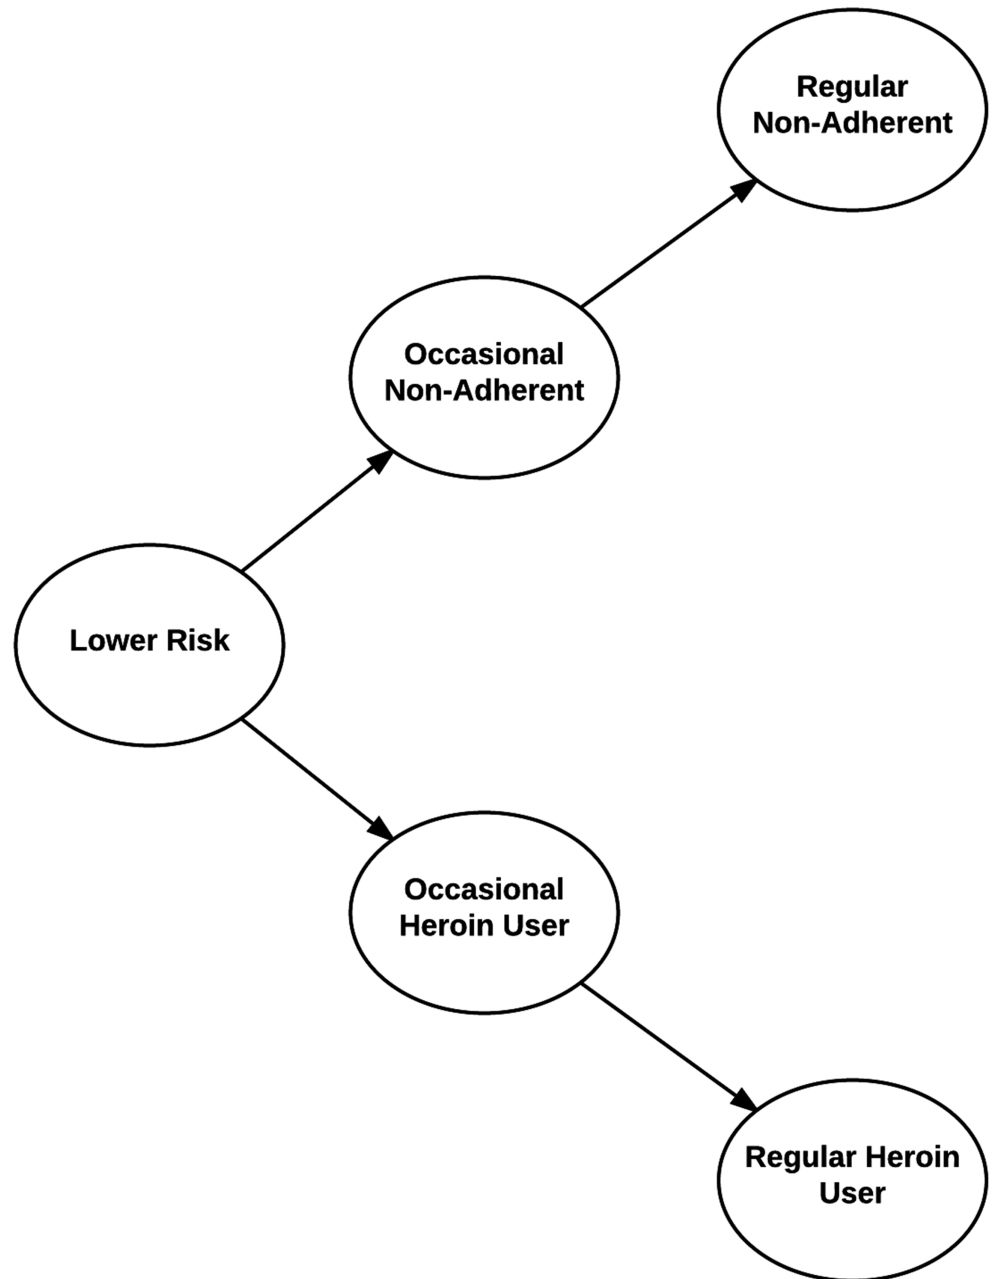 Regular
Non-Adherent
Occasional
Non-Adherent
Lower Risk
Occasional
Heroin User
Regular Heroin
User